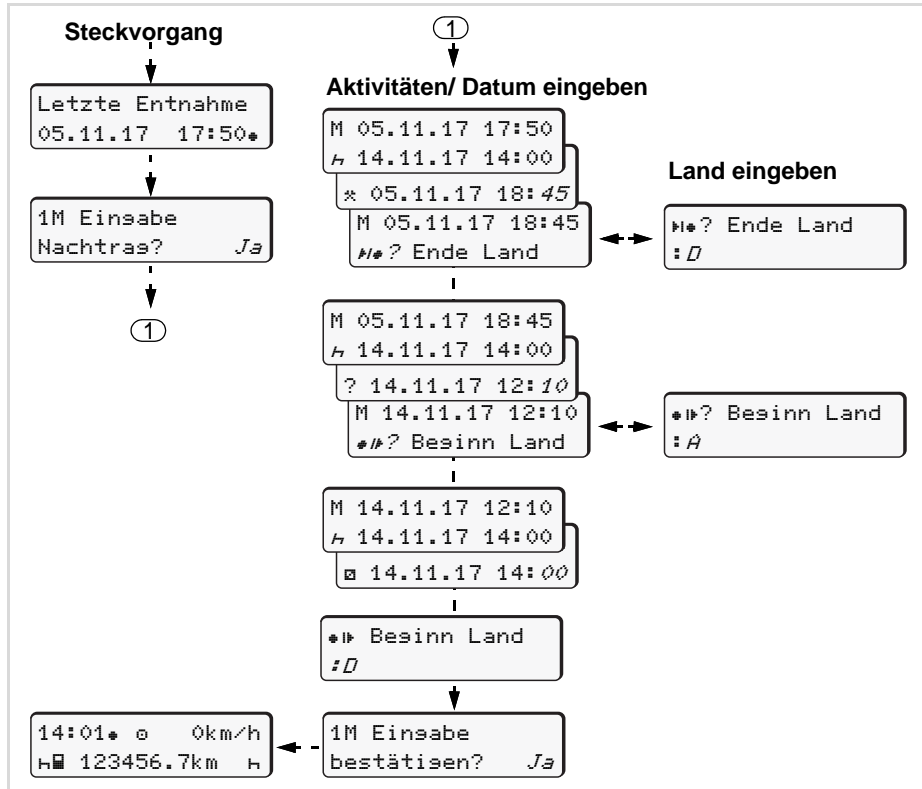 Steckvorgang
Letzte Entnahme
05.11.17 17:50
1M Eingabe
Nachtrag? Ja
1
1
Aktivitäten/ Datum eingeben
M 05.11.17 17:50
14.11.17 14:00
05.11.17 18:45
M 05.11.17 18:45
? Ende Land
Land eingeben
? Ende Land
:D
M 05.11.17 18:45
14.11.17 14:00
? 14.11.17 12:10
M 14.11.17 12:10
? Beginn Land
? Beginn Land
:A
M 14.11.17 12:10
14.11.17 14:00
14.11.17 14:00
Beginn Land
:D
1M Eingabe
bestätigen? Ja
14:01 0km/h
123456.7km